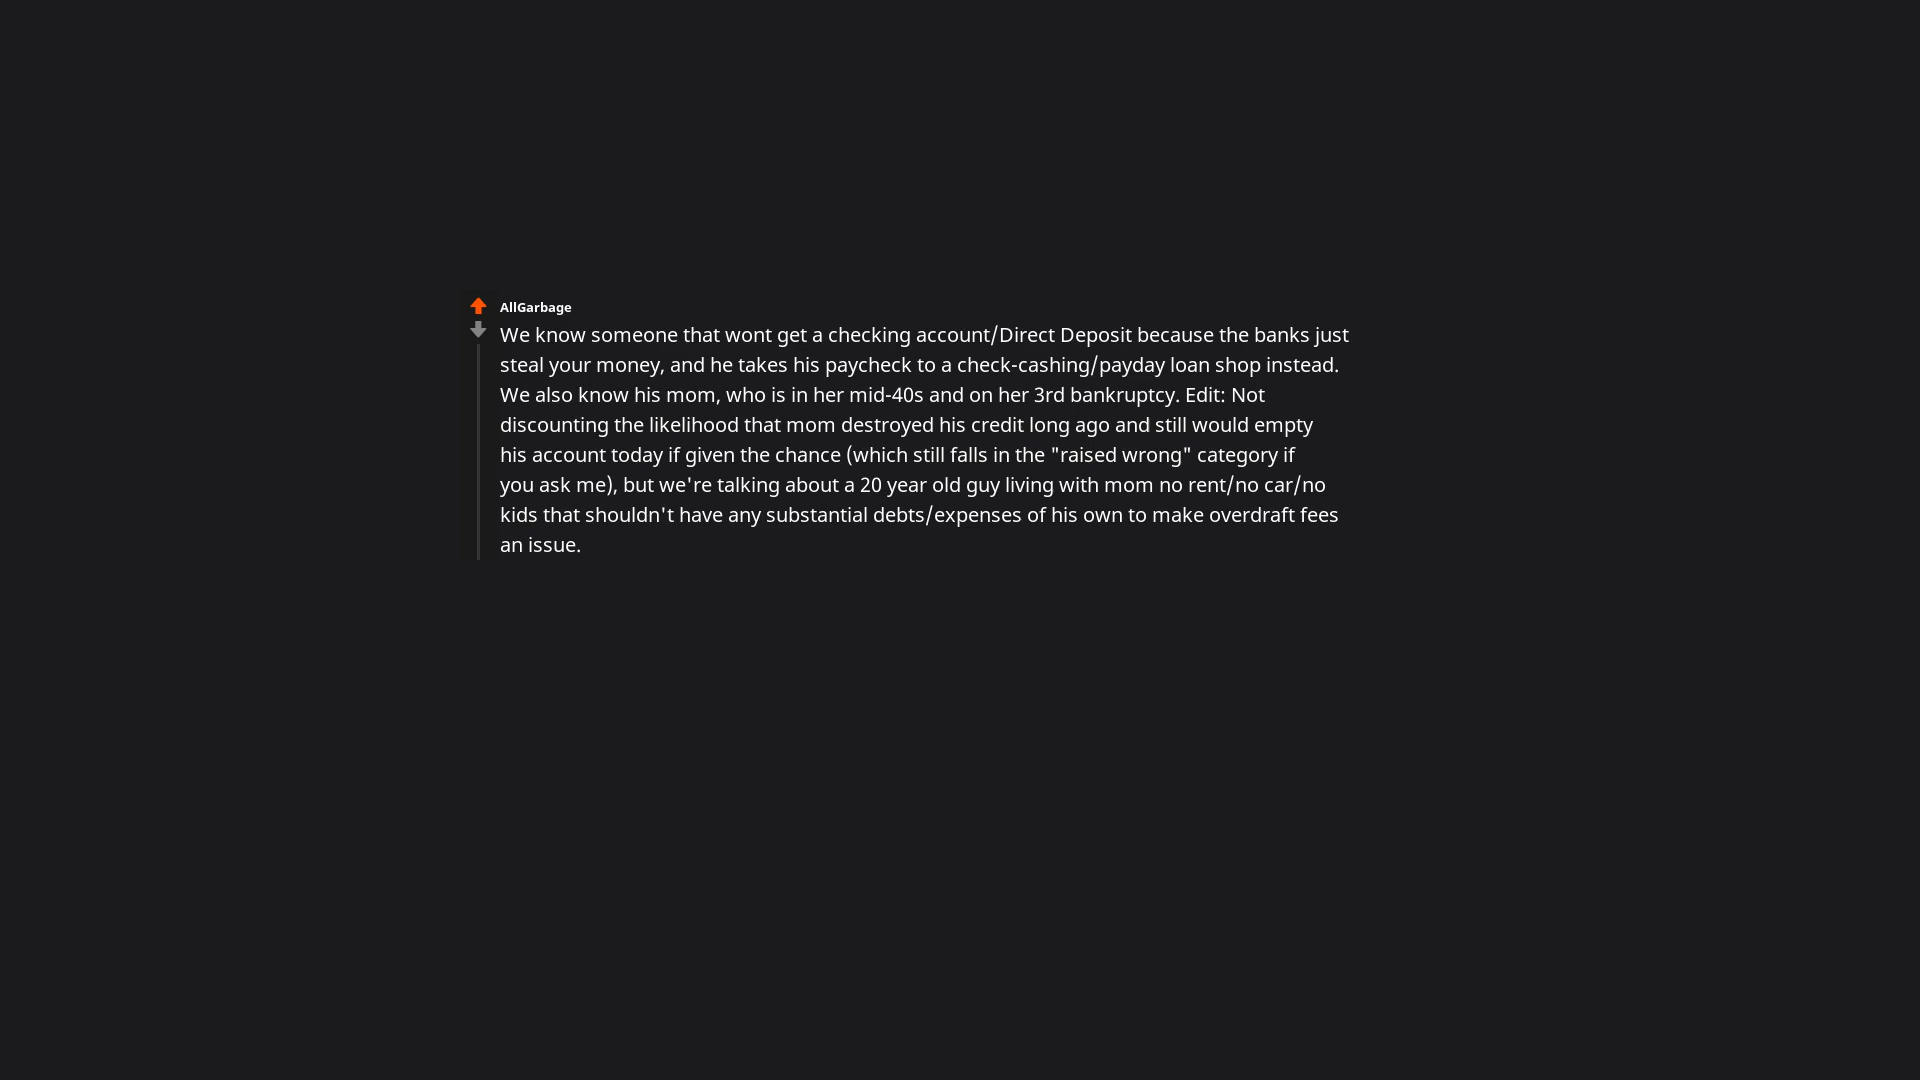 AllGarbage
We know someone that wont get a checking account/Direct Deposit because the banks just
steal your money, and he takes his paycheck to a check-cashing/payday loan shop instead.
We also know his mom, who is in her mid-40s and on her 3rd bankruptcy. Edit: Not
discounting the likelihood that mom destroyed his credit long ago and still would empty
his account today if given the chance (which still falls in the "raised wrong" category if
you ask me), but we're talking about a 20 year old guy living with mom no rent/no car/no
kids that shouldn't have any substantial debts/expenses of his own to make overdraft fees
an issue.